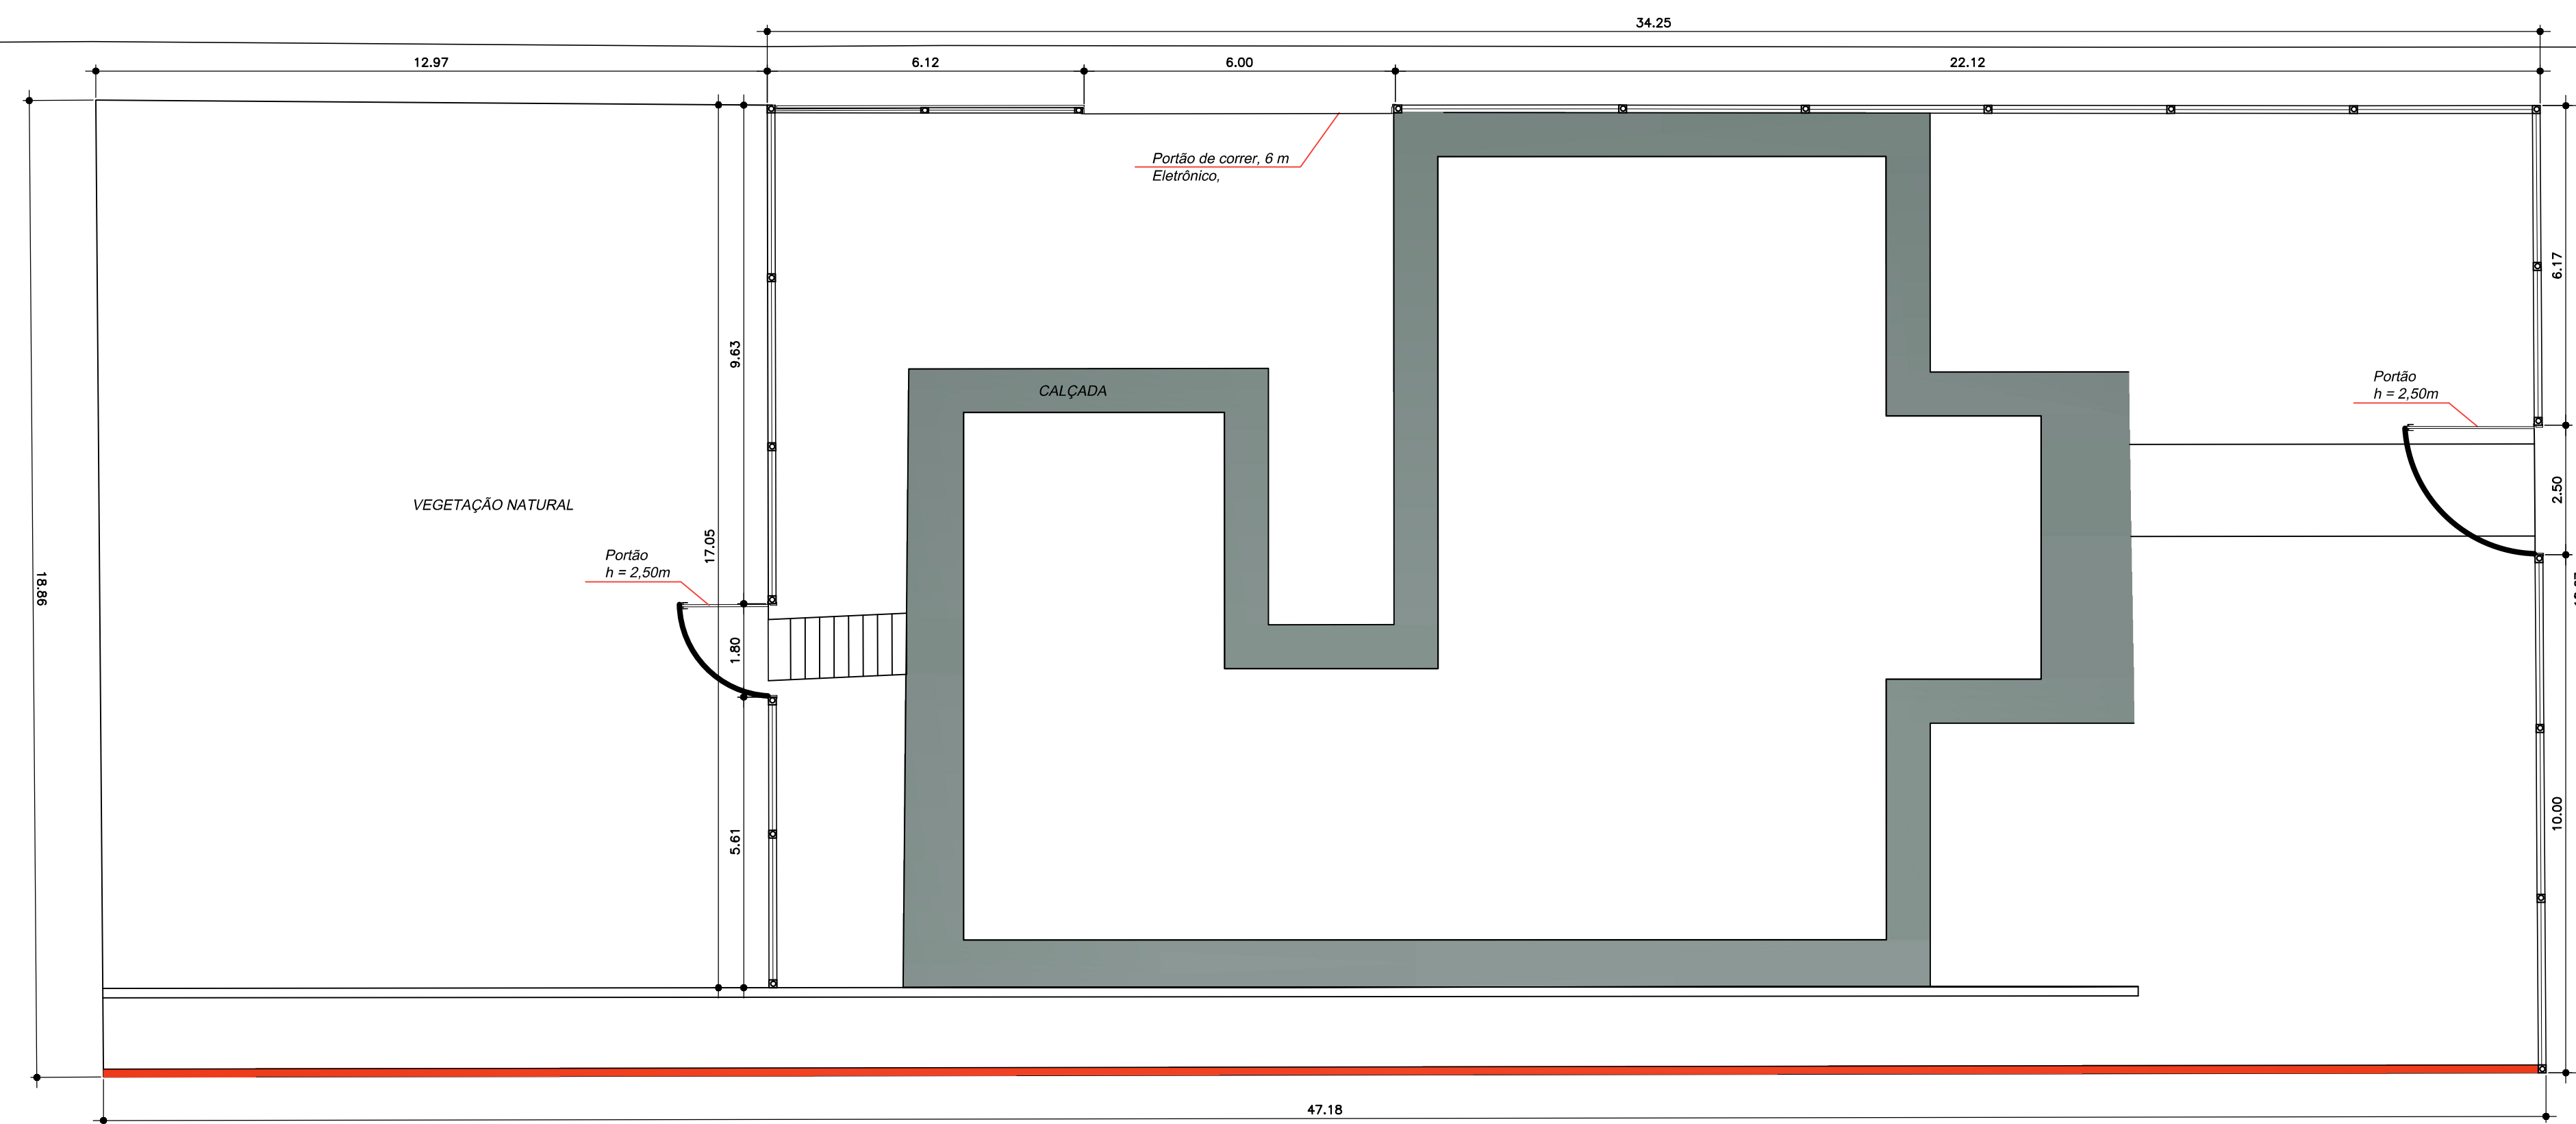 34.25
12.97
6.12
6.00
22.12
Portão de correr, 6 m
Eletrônico,
6.17
9.63
CALÇADA
Portão
h = 2,50m
VEGETAÇÃO NATURAL
2.50
17.05
Portão
h = 2,50m
18.86
1.80
5.61
10.00
47.18